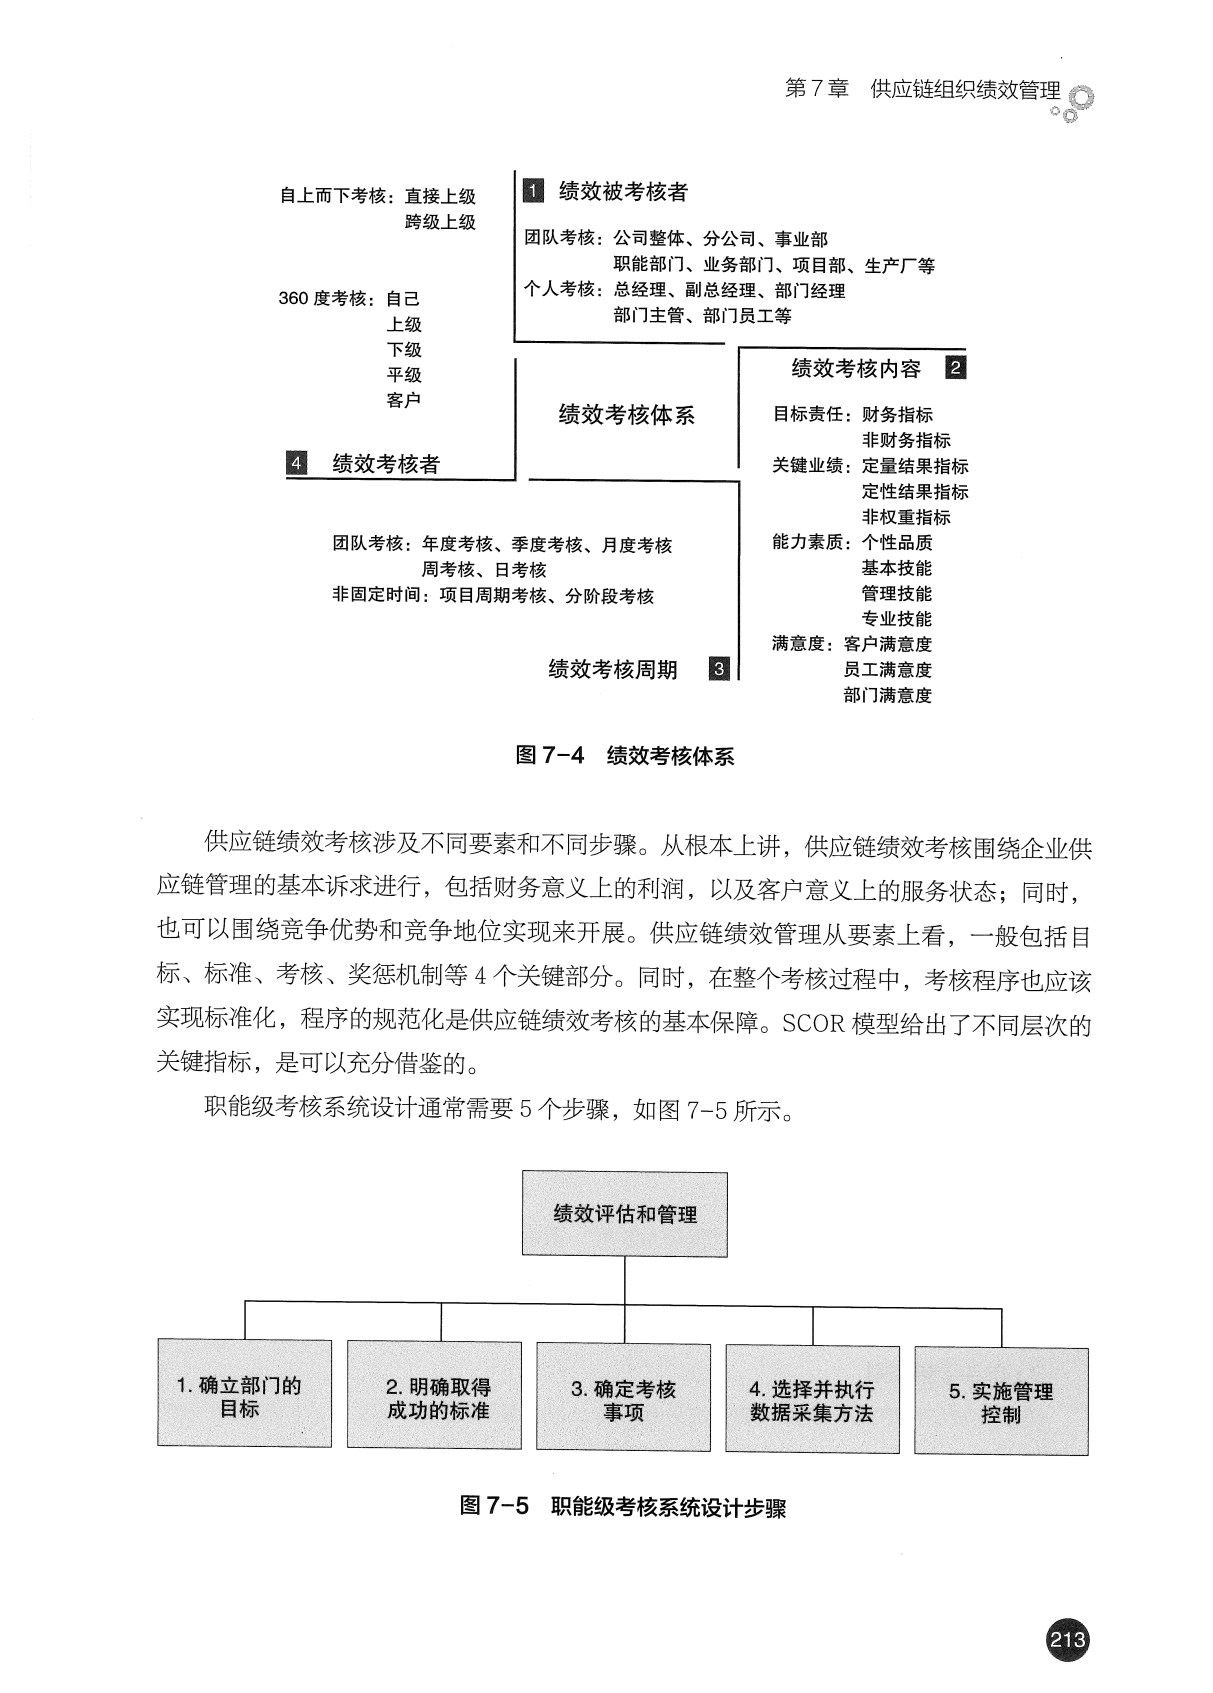 第7章 供应链组织绩效管理
自上而下考核：直接上级
跨级上级
360度考核：自己
上级
下级
平级
客户
4 绩效考核者
1 绩效被考核者
团队考核：公司整体、分公司、事业部
职能部门、业务部门、项目部、生产厂等
个人考核：总经理、副总经理、部门经理
部门主管、部门员工等
绩效考核体系
绩效考核内容 2
目标责任：财务指标
非财务指标
关键业绩：定量结果指标
定性结果指标
非权重指标
能力素质：个性品质
基本技能
管理技能
专业技能
满意度：客户满意度
员工满意度
部门满意度
团队考核：年度考核、季度考核、月度考核
周考核、日考核
非固定时间：项目周期考核、分阶段考核
绩效考核周期 3
图7-4 绩效考核体系
供应链绩效考核涉及不同要素和不同步骤。从根本上讲，供应链绩效考核围绕企业供
应链管理的基本诉求进行，包括财务意义上的利润，以及客户意义上的服务状态；同时，
也可以围绕竞争优势和竞争地位实现来开展。供应链绩效管理从要素上看，一般包括目
标、标准、考核、奖惩机制等4个关键部分。同时，在整个考核过程中，考核程序也应该
实现标准化，程序的规范化是供应链绩效考核的基本保障。SCOR模型给出了不同层次的
关键指标，是可以充分借鉴的。
职能级考核系统设计通常需要5个步骤，如图7-5所示。
绩效评估和管理
1. 确立部门的
目标
2. 明确取得
成功的标准
3. 确定考核
事项
4. 选择并执行
数据采集方法
5. 实施管理
控制
图7-5 职能级考核系统设计步骤
213